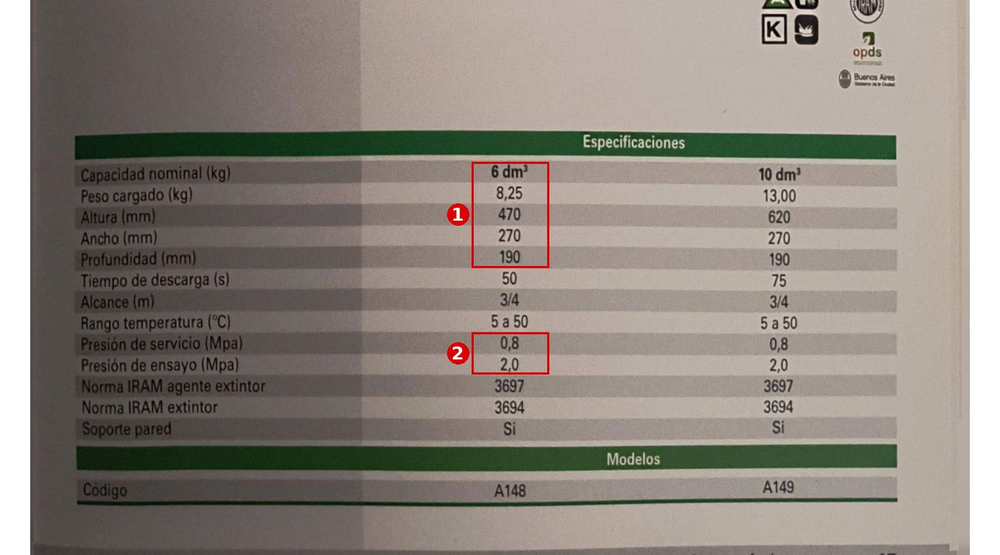 A
IRAM
K
opds
Buenos Aires
Gobierno de la Ciudad
Especificaciones
Capacidad nominal (kg) 6 dm³ 10 dm³
Peso cargado (kg) 8,25 13,00
1
Altura (mm) 470 620
Ancho (mm) 270 270
Profundidad (mm) 190 190
Tiempo de descarga (s) 50 75
Alcance (m) 3/4 3/4
Rango temperatura (°C) 5 a 50 5 a 50
Presión de servicio (Mpa) 0,8 0,8
2
Presión de ensayo (Mpa) 2,0 2,0
Norma IRAM agente extintor 3697 3697
Norma IRAM extintor 3694 3694
Soporte pared Si Si
Modelos
Código A148 A149